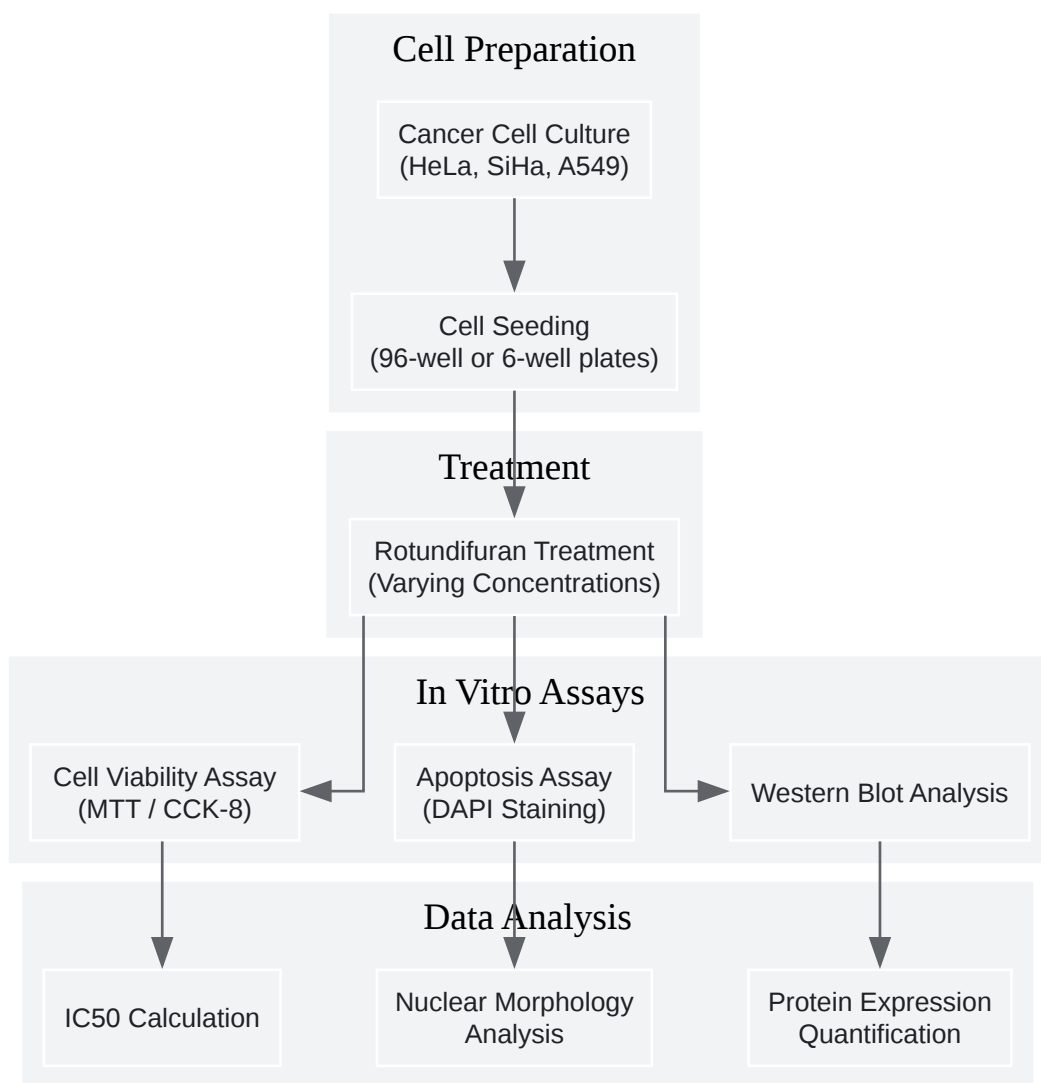 Cell Preparation
Cancer Cell Culture
(HeLa, SiHa, A549)
Cell Seeding
(96-well or 6-well plates)
Treatment
Rotundifuran Treatment
(Varying Concentrations)
In Vitro Assays
Cell Viability Assay
(MTT / CCK-8)
Apoptosis Assay
(DAPI Staining)
Western Blot Analysis
Data Analysis
IC50 Calculation
Nuclear Morphology
Analysis
Protein Expression
Quantification